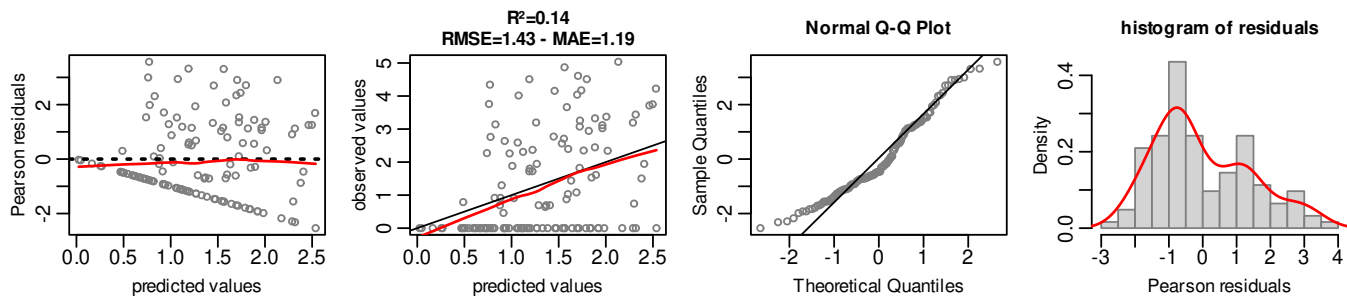 Pearson residuals
2
0
-2
0.0 0.5 1.0 1.5 2.0 2.5
predicted values
R²=0.14
RMSE=1.43 - MAE=1.19
observed values
5
4
3
2
1
0
0.0 0.5 1.0 1.5 2.0 2.5
predicted values
Normal Q-Q Plot
Sample Quantiles
2
0
-2
-2 -1 0 1 2
Theoretical Quantiles
histogram of residuals
Density
0.4
0.2
0.0
-3 -1 0 1 2 3 4
Pearson residuals